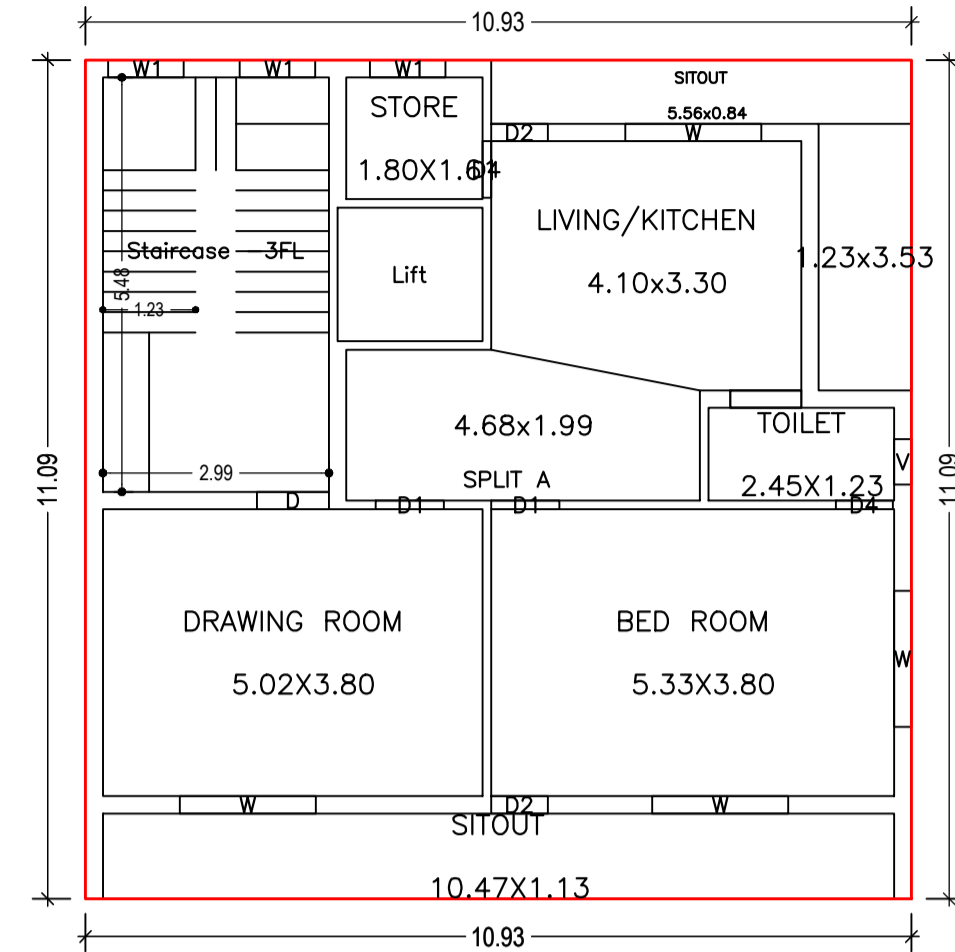 10.93
W1
W1
W1
SITOUT
5.56x0.84
STORE
D2
W
1.80X1.64
D4
LIVING/KITCHEN
4.10x3.30
1.23x3.53
Staircase -3FL
Lift
5.48
1.23
4.68x1.99
TOILET
SPLIT A
2.45X1.23
V
11.09
11.09
2.99
D
D1
D1
D4
DRAWING ROOM
BED ROOM
5.02X3.80
5.33X3.80
W
W
D2
W
SITOUT
10.47X1.13
10.93